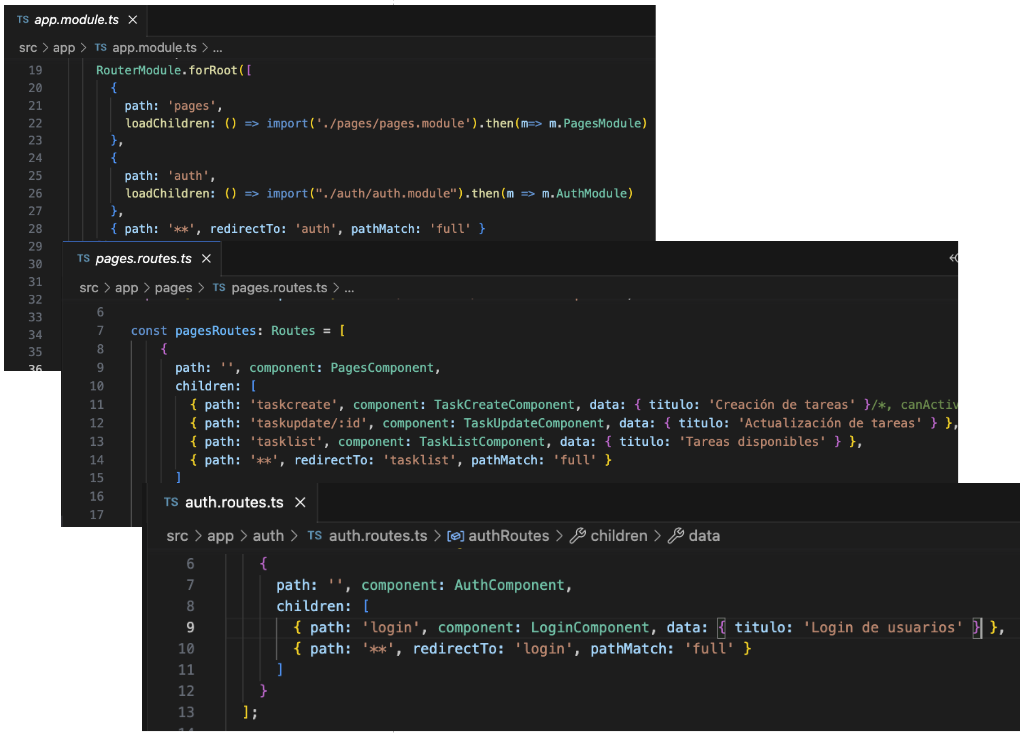 TS app.module.ts ×
src > app > TS app.module.ts > ...
19 RouterModule.forRoot([
20 {
21 path: 'pages',
22 loadChildren: () => import('./pages/pages.module').then(m=> m.PagesModule)
23 },
24 {
25 path: 'auth',
26 loadChildren: () => import("./auth/auth.module").then(m => m.AuthModule)
27 },
28 { path: '**', redirectTo: 'auth', pathMatch: 'full' }
29
30
31
32
33
34
35
36
TS pages.routes.ts ×
src > app > pages > TS pages.routes.ts > ...
6
7 const pagesRoutes: Routes = [
8 {
9 path: '', component: PagesComponent,
10 children: [
11 { path: 'taskcreate', component: TaskCreateComponent, data: { titulo: 'Creación de tareas' }/*, canActiv
12 { path: 'taskupdate/:id', component: TaskUpdateComponent, data: { titulo: 'Actualización de tareas' } },
13 { path: 'tasklist', component: TaskListComponent, data: { titulo: 'Tareas disponibles' } },
14 { path: '**', redirectTo: 'tasklist', pathMatch: 'full' }
15 ]
16
17
TS auth.routes.ts ×
src > app > auth > TS auth.routes.ts > authRoutes > children > data
6 {
7 path: '', component: AuthComponent,
8 children: [
9 { path: 'login', component: LoginComponent, data: { titulo: 'Login de usuarios' } },
10 { path: '**', redirectTo: 'login', pathMatch: 'full' }
11 ]
12 }
13 ];